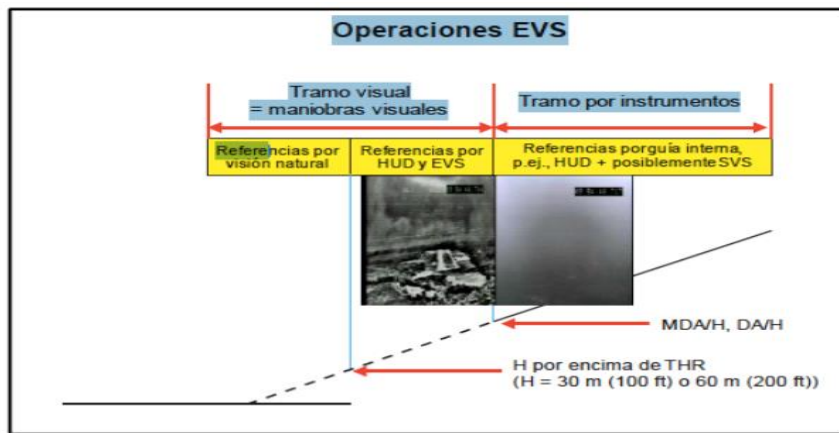 Operaciones EVS
Tramo visual
= maniobras visuales
Tramo por instrumentos
Referencias por
visión natural
Referencias por
HUD y EVS
Referencias porguía interna,
p.ej., HUD + posiblemente SVS
MDA/H, DA/H
H por encima de THR
(H = 30 m (100 ft) o 60 m (200 ft))